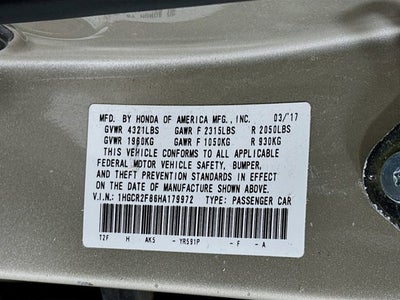 MFD. BY HONDA OF AMERICA MFG., INC. 03/'17
GVWR 4321LBS GAWR F 2315LBS R 2050LBS
GVWR 1960KG GAWR F 1050KG R 930KG
THIS VEHICLE CONFORMS TO ALL APPLICABLE
FEDERAL MOTOR VEHICLE SAFETY, BUMPER,
AND THEFT PREVENTION STANDARDS IN EFFECT
ON THE DATE OF MANUFACTURE SHOWN ABOVE.
V.I.N.: 1HGCR2F86HA179972 TYPE: PASSENGER CAR
T2F H AK5 - YR591P - F - A